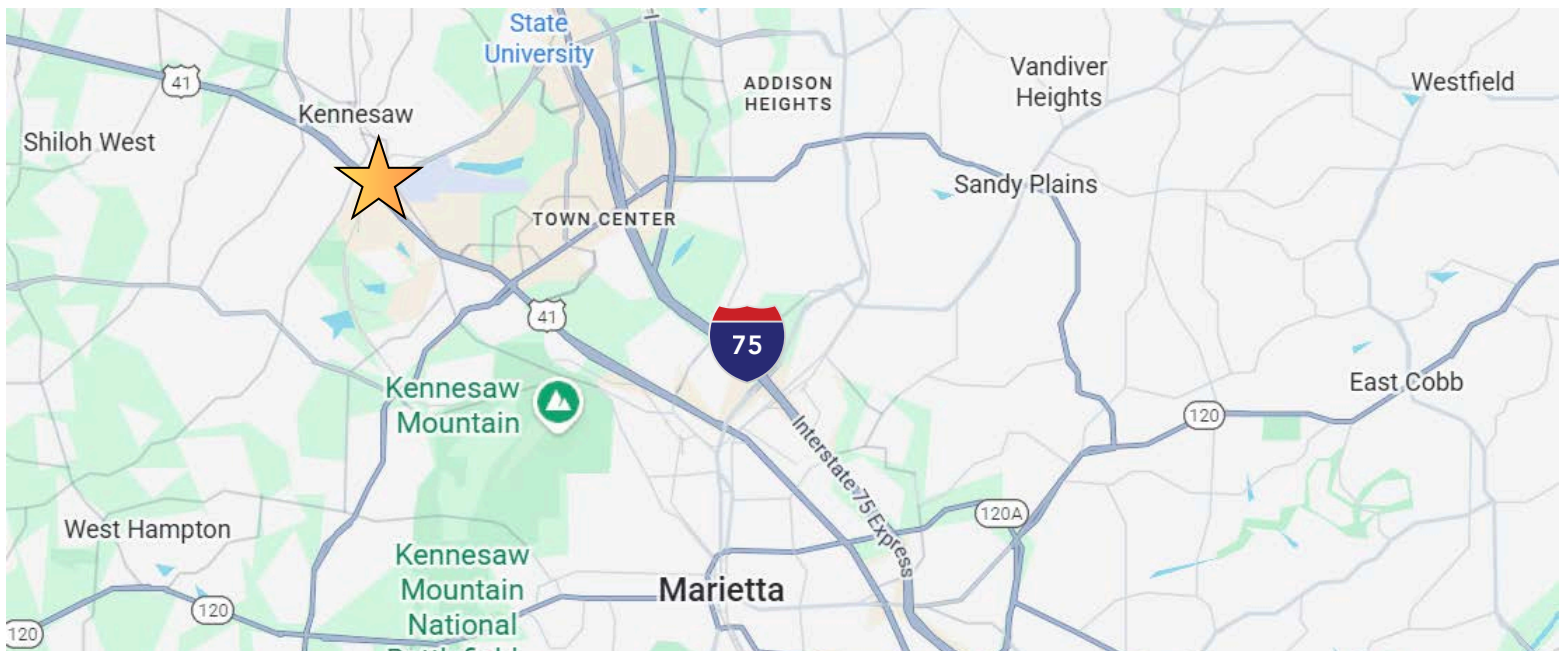 State
University
41
Kennesaw
Shiloh West
ADDISON
HEIGHTS
Vandiver
Heights
Westfield
Sandy Plains
TOWN CENTER
41
75
Kennesaw
Mountain
East Cobb
120
Interstate 75 Express
120A
West Hampton
Kennesaw
Mountain
National
Marietta
120
120